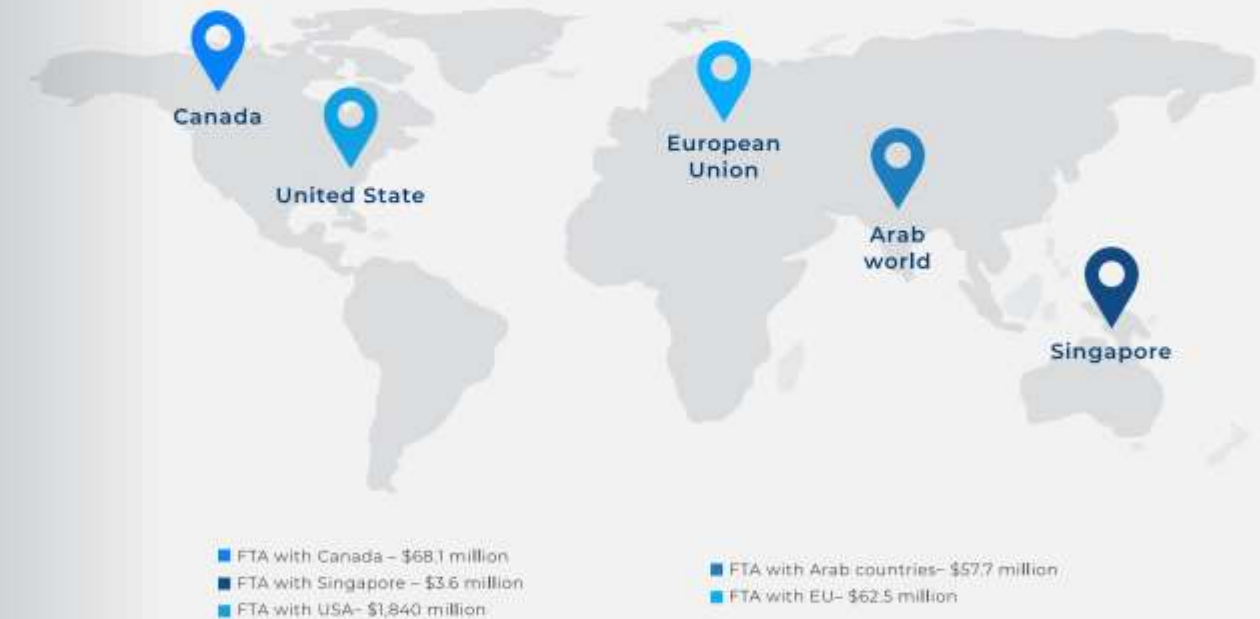 Canada
United State
European
Union
Arab
world
Singapore
FTA with Canada – $68.1 million
FTA with Singapore – $3.6 million
FTA with USA– $1,840 million
FTA with Arab countries– $57.7 million
FTA with EU– $62.5 million